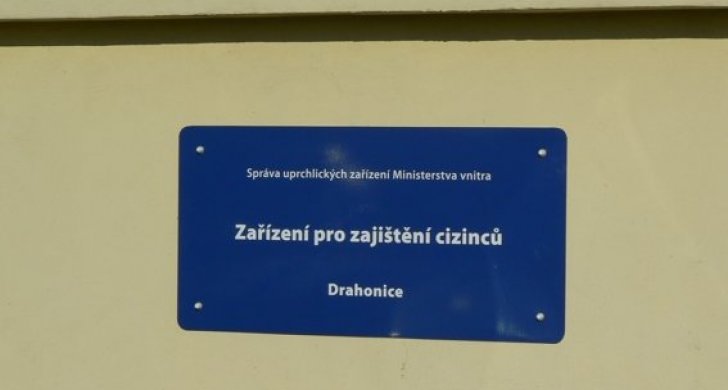 Správa uprchlických zařízení Ministerstva vnitra
Zařízení pro zajištění cizinců
Drahonice